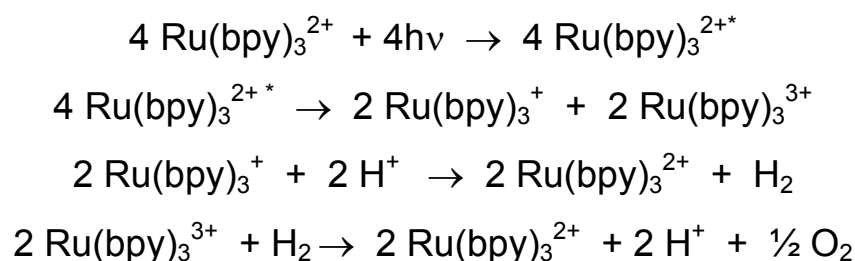 4 Ru(bpy)₃²⁺ + 4hν → 4 Ru(bpy)₃²⁺*
4 Ru(bpy)₃²⁺ * → 2 Ru(bpy)₃⁺ + 2 Ru(bpy)₃³⁺
2 Ru(bpy)₃⁺ + 2 H⁺ → 2 Ru(bpy)₃²⁺ + H₂
2 Ru(bpy)₃³⁺ + H₂ → 2 Ru(bpy)₃²⁺ + 2 H⁺ + ½ O₂